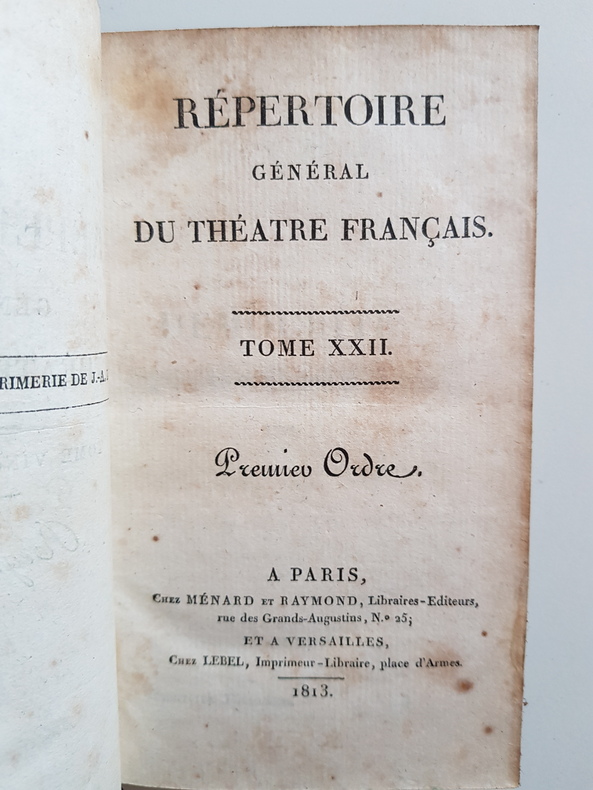 RIMERIE DE J.-A.
RÉPERTOIRE
GÉNÉRAL
DU THÉATRE FRANÇAIS.
TOME XXII.
Premier Ordre.
A PARIS,
Chez MÉNARD et RAYMOND, Libraires-Editeurs,
rue des Grands-Augustins, N.º 25;
ET A VERSAILLES,
Chez LEBEL, Imprimeur-Libraire, place d'Armes.
1813.